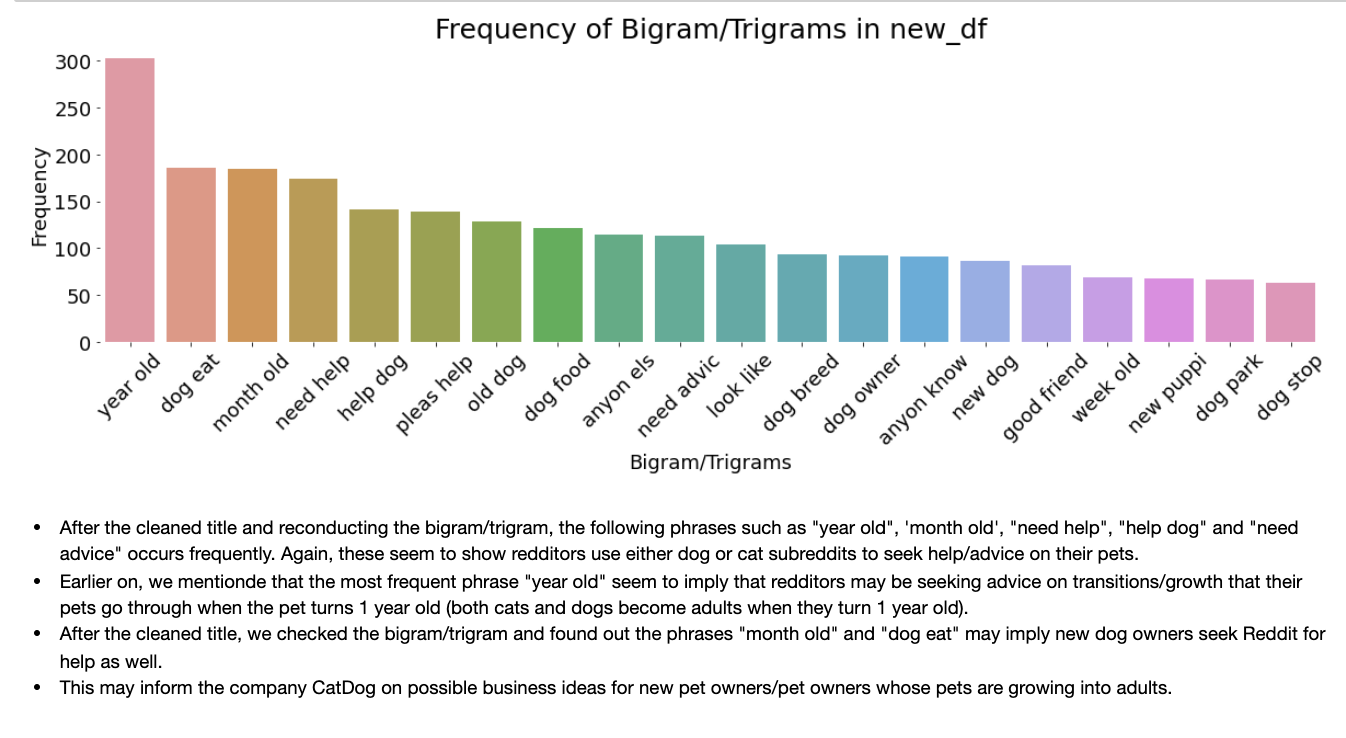 Frequency of Bigram/Trigrams in new_df
300
250
200
150
100
50
0
Frequency
year old
dog eat
month old
need help
help dog
pleas help
old dog
dog food
anyon els
need advic
look like
dog breed
dog owner
anyon know
new dog
good friend
week old
new puppi
dog park
dog stop
Bigram/Trigrams
• After the cleaned title and reconducting the bigram/trigram, the following phrases such as "year old", 'month old', "need help", "help dog" and "need
advice" occurs frequently. Again, these seem to show redditors use either dog or cat subreddits to seek help/advice on their pets.
• Earlier on, we mentionde that the most frequent phrase "year old" seem to imply that redditors may be seeking advice on transitions/growth that their
pets go through when the pet turns 1 year old (both cats and dogs become adults when they turn 1 year old).
• After the cleaned title, we checked the bigram/trigram and found out the phrases "month old" and "dog eat" may imply new dog owners seek Reddit for
help as well.
• This may inform the company CatDog on possible business ideas for new pet owners/pet owners whose pets are growing into adults.